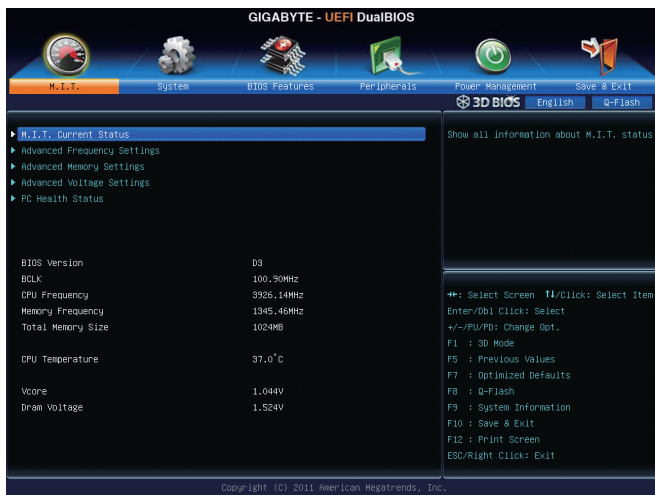 GIGABYTE - UEFI DualBIOS
M.I.T. System BIOS Features Peripherals Power Management Save & Exit
3D BIOS English Q-Flash
M.I.T. Current Status
Advanced Frequency Settings
Advanced Memory Settings
Advanced Voltage Settings
PC Health Status
BIOS Version D3
BCLK 100.90MHz
CPU Frequency 3926.14MHz
Memory Frequency 1345.46MHz
Total Memory Size 1024MB
CPU Temperature 37.0°C
Vcore 1.044V
Dram Voltage 1.524V
Show all information about M.I.T. status
→←: Select Screen ↑↓/Click: Select Item
Enter/Dbl Click: Select
+/-/PU/PD: Change Opt.
F1 : 3D Mode
F5 : Previous Values
F7 : Optimized Defaults
F8 : Q-Flash
F9 : System Information
F10 : Save & Exit
F12 : Print Screen
ESC/Right Click: Exit
Copyright (C) 2011 American Megatrends, Inc.